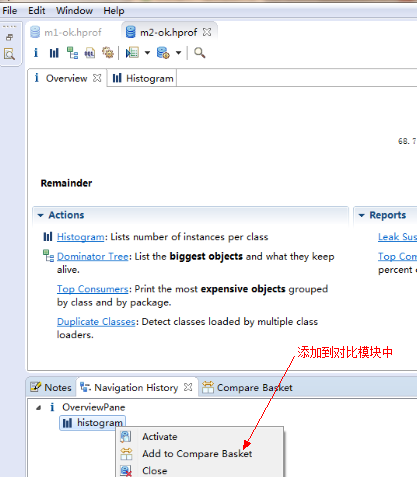 File Edit Window Help
m1-ok.hprof m2-ok.hprof
i Overview Histogram
68.7
Remainder
Actions
Histogram: Lists number of instances per class
Dominator Tree: List the biggest objects and what they keep
alive.
Top Consumers: Print the most expensive objects grouped
by class and by package.
Duplicate Classes: Detect classes loaded by multiple class
loaders.
Reports
Leak Sus
Top Com
percent
添加到对比模块中
Notes Navigation History Compare Basket
i OverviewPane
histogram
Activate
Add to Compare Basket
Close